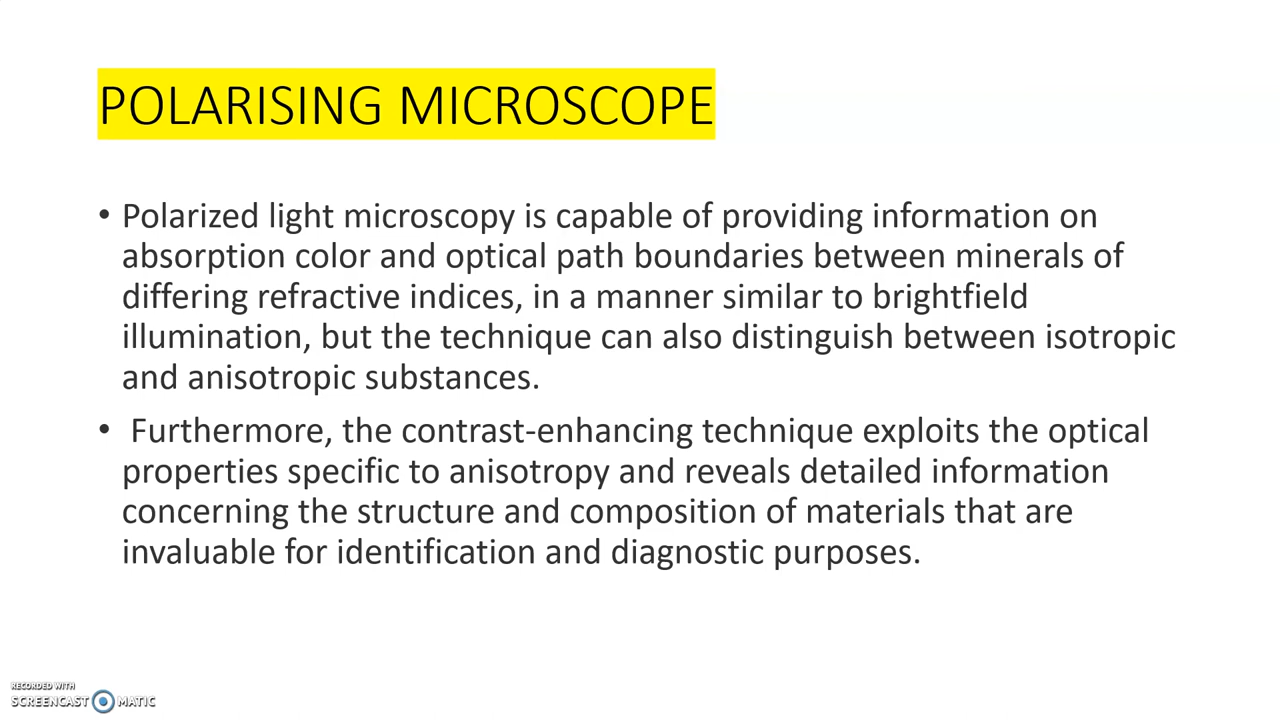 POLARISING MICROSCOPE
• Polarized light microscopy is capable of providing information on
absorption color and optical path boundaries between minerals of
differing refractive indices, in a manner similar to brightfield
illumination, but the technique can also distinguish between isotropic
and anisotropic substances.
• Furthermore, the contrast-enhancing technique exploits the optical
properties specific to anisotropy and reveals detailed information
concerning the structure and composition of materials that are
invaluable for identification and diagnostic purposes.
RECORDED WITH
SCREENCAST MATIC